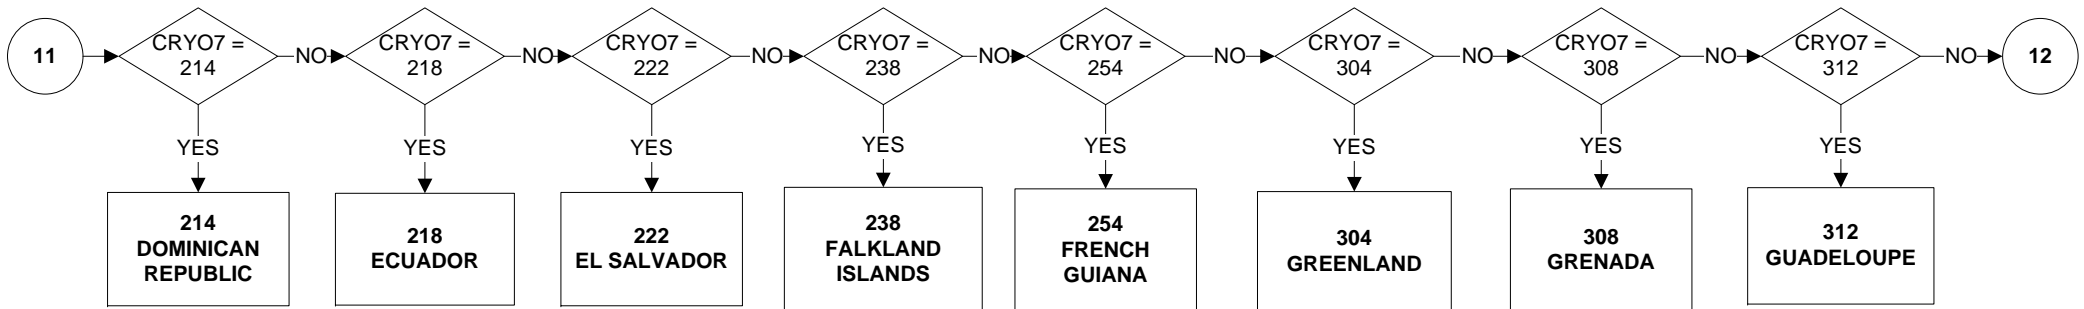 11
CRYO7 =
214
NO
CRYO7 =
218
NO
CRYO7 =
222
NO
CRYO7 =
238
NO
CRYO7 =
254
NO
CRYO7 =
304
NO
CRYO7 =
308
NO
CRYO7 =
312
NO
12
YES
YES
YES
YES
YES
YES
YES
YES
214
DOMINICAN
REPUBLIC
218
ECUADOR
222
EL SALVADOR
238
FALKLAND
ISLANDS
254
FRENCH
GUIANA
304
GREENLAND
308
GRENADA
312
GUADELOUPE